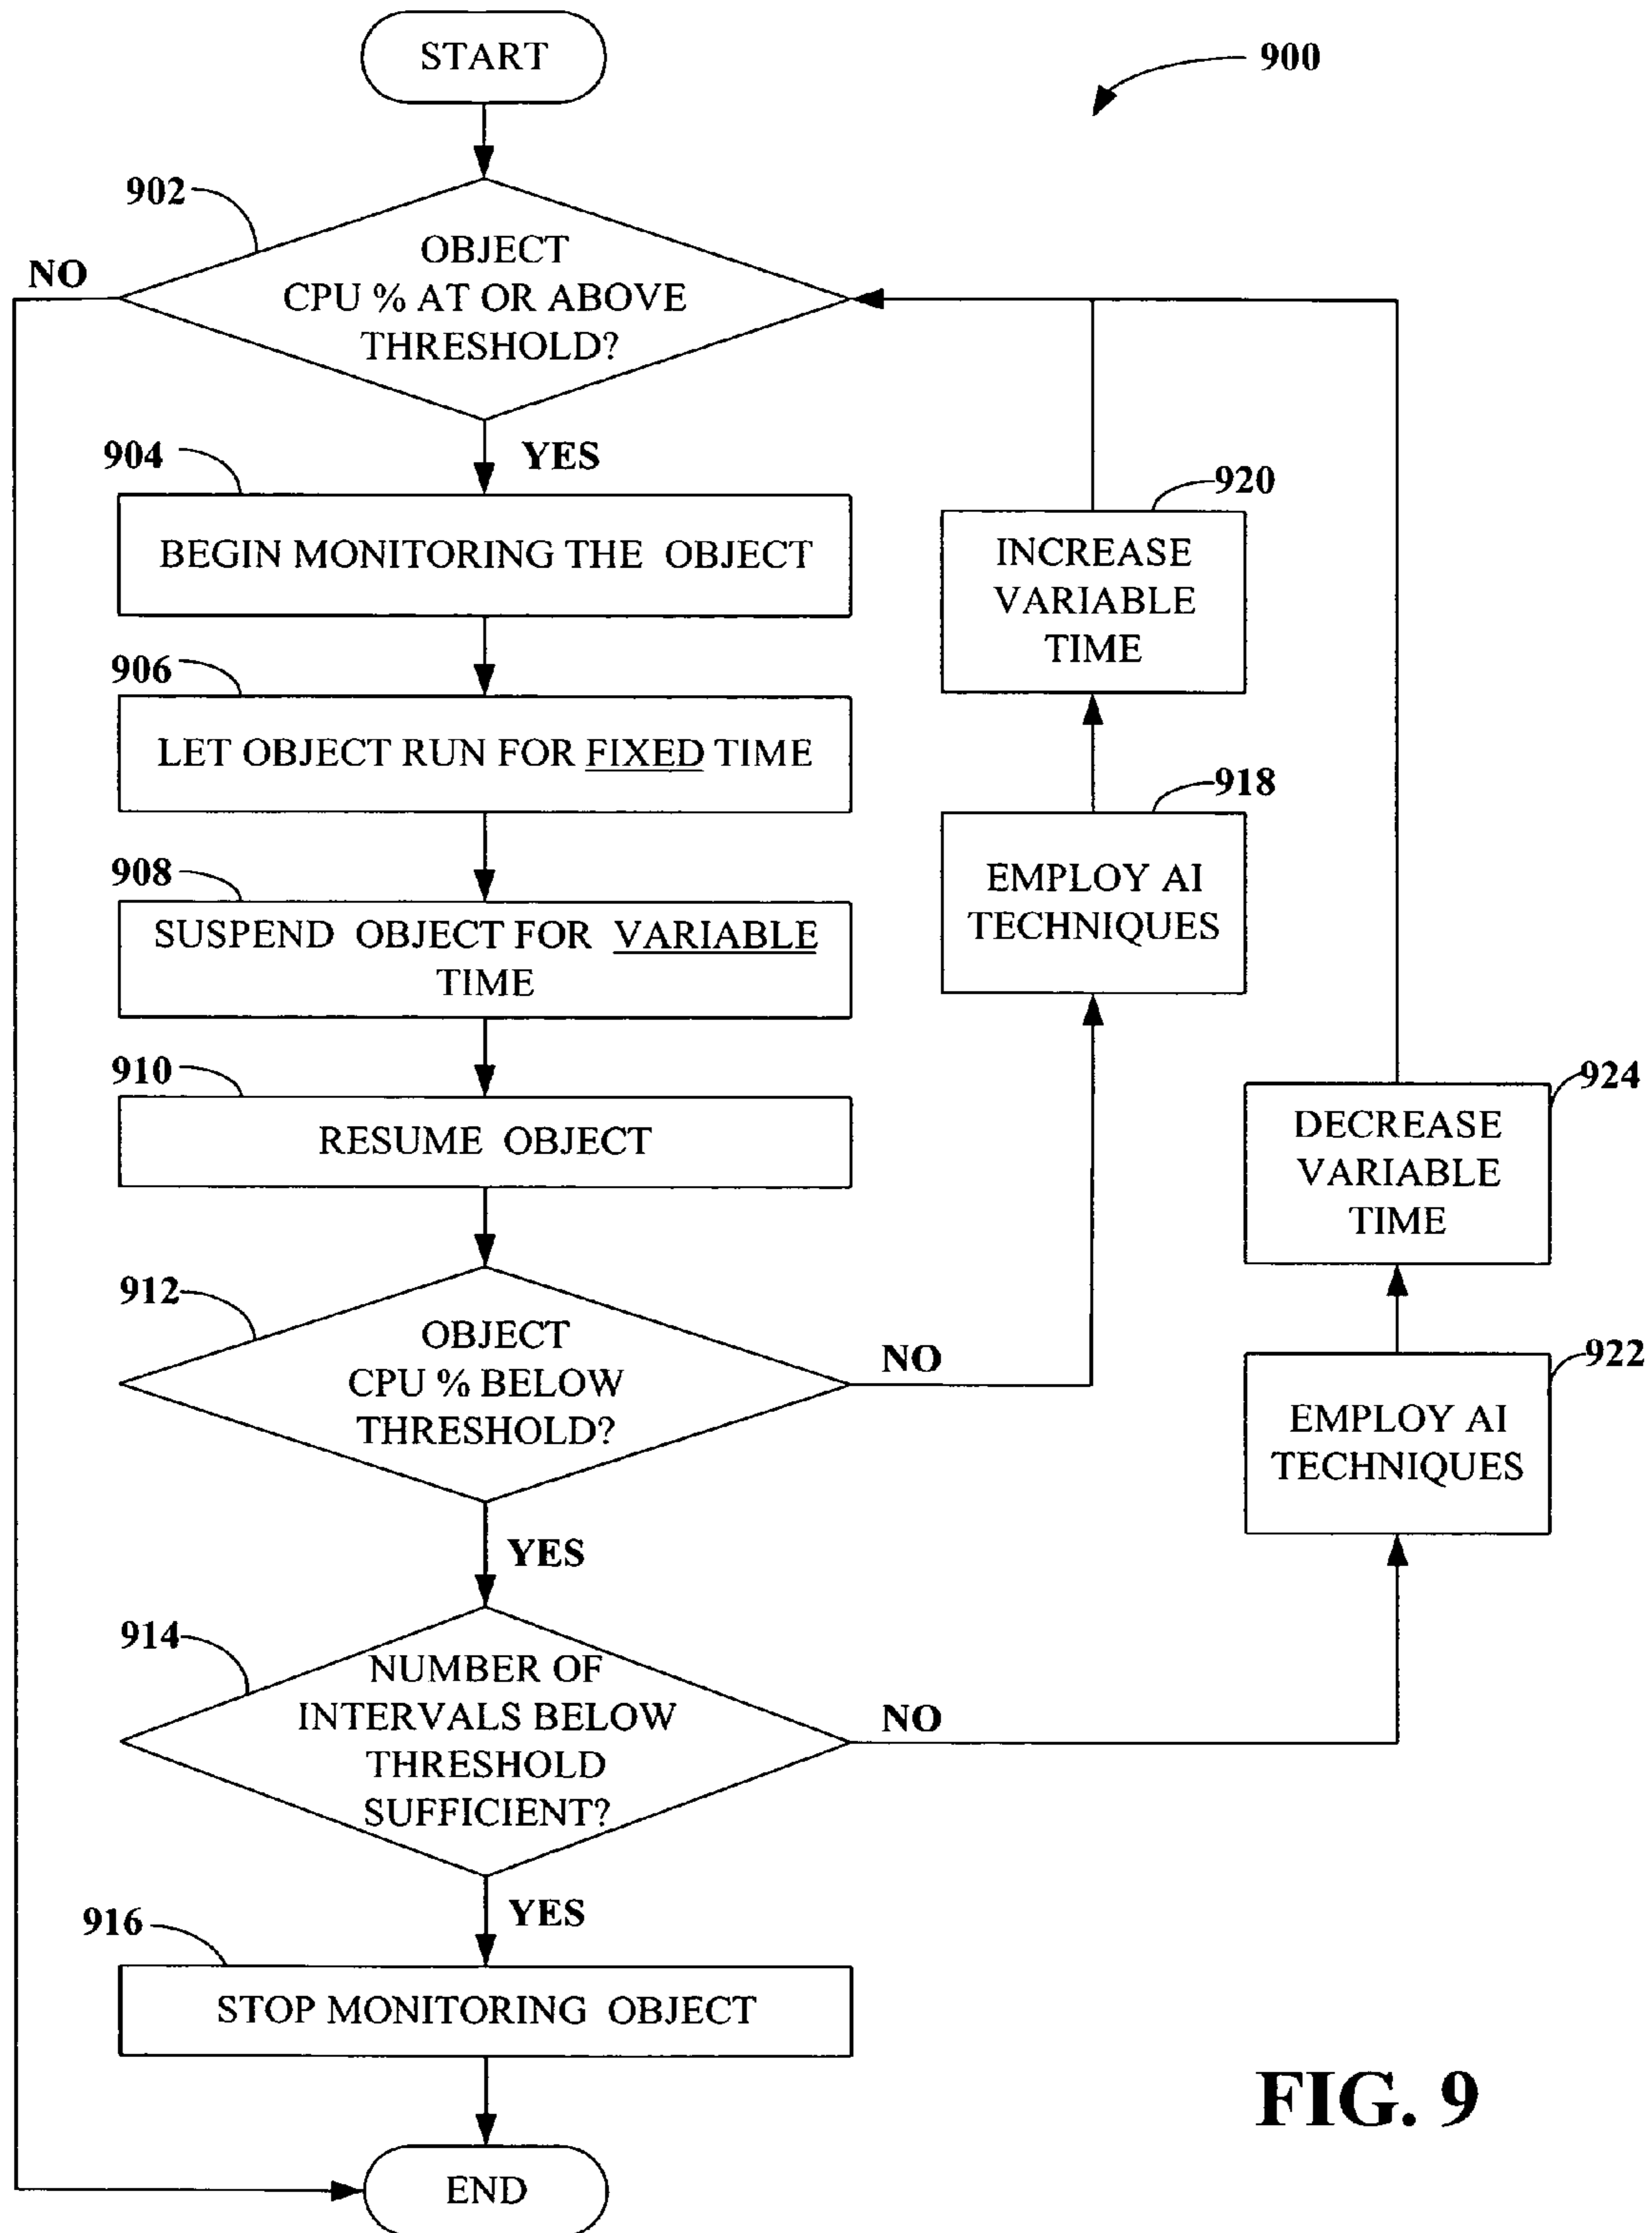 START
900
902
NO
OBJECT
CPU % AT OR ABOVE
THRESHOLD?
YES
904
BEGIN MONITORING THE OBJECT
906
LET OBJECT RUN FOR FIXED TIME
908
SUSPEND OBJECT FOR VARIABLE
TIME
910
RESUME OBJECT
912
OBJECT
CPU % BELOW
THRESHOLD?
NO
YES
914
NUMBER OF
INTERVALS BELOW
THRESHOLD
SUFFICIENT?
NO
YES
916
STOP MONITORING OBJECT
END
920
INCREASE
VARIABLE
TIME
918
EMPLOY AI
TECHNIQUES
924
DECREASE
VARIABLE
TIME
922
EMPLOY AI
TECHNIQUES
FIG. 9